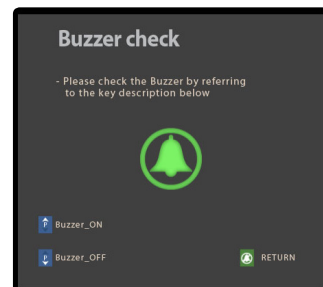 Buzzer check
- Please check the Buzzer by referring
to the key description below
P Buzzer_ON
P Buzzer_OFF
RETURN